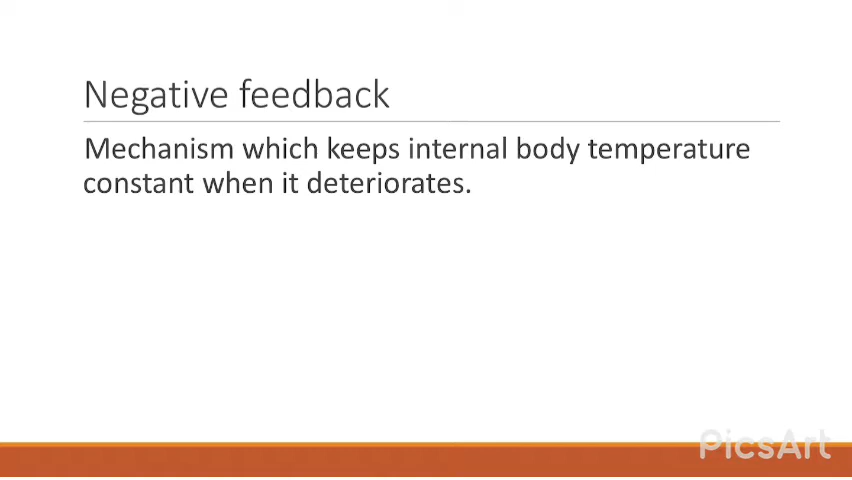 Negative feedback
Mechanism which keeps internal body temperature
constant when it deteriorates.
PicsArt